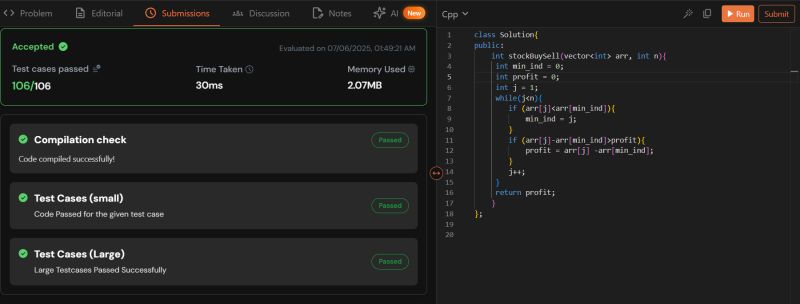 <> Problem Editorial Submissions Discussion Notes AI New
Accepted
Evaluated on 07/06/2025, 01:49:21 AM
Test cases passed Time Taken Memory Used
106/106 30ms 2.07MB
Compilation check Passed
Code compiled successfully!
Test Cases (small) Passed
Code Passed for the given test case
Test Cases (Large) Passed
Large Testcases Passed Successfully
Cpp Run Submit
1 class Solution{
2 public:
3 int stockBuySell(vector<int> arr, int n){
4 int min_ind = 0;
5 int profit = 0;
6 int j = 1;
7 while(j<n){
8 if (arr[j]<arr[min_ind]){
9 min_ind = j;
10 }
11 if (arr[j]-arr[min_ind]>profit){
12 profit = arr[j] -arr[min_ind];
13 }
14 j++;
15 }
16 return profit;
17 }
18 };
19
20